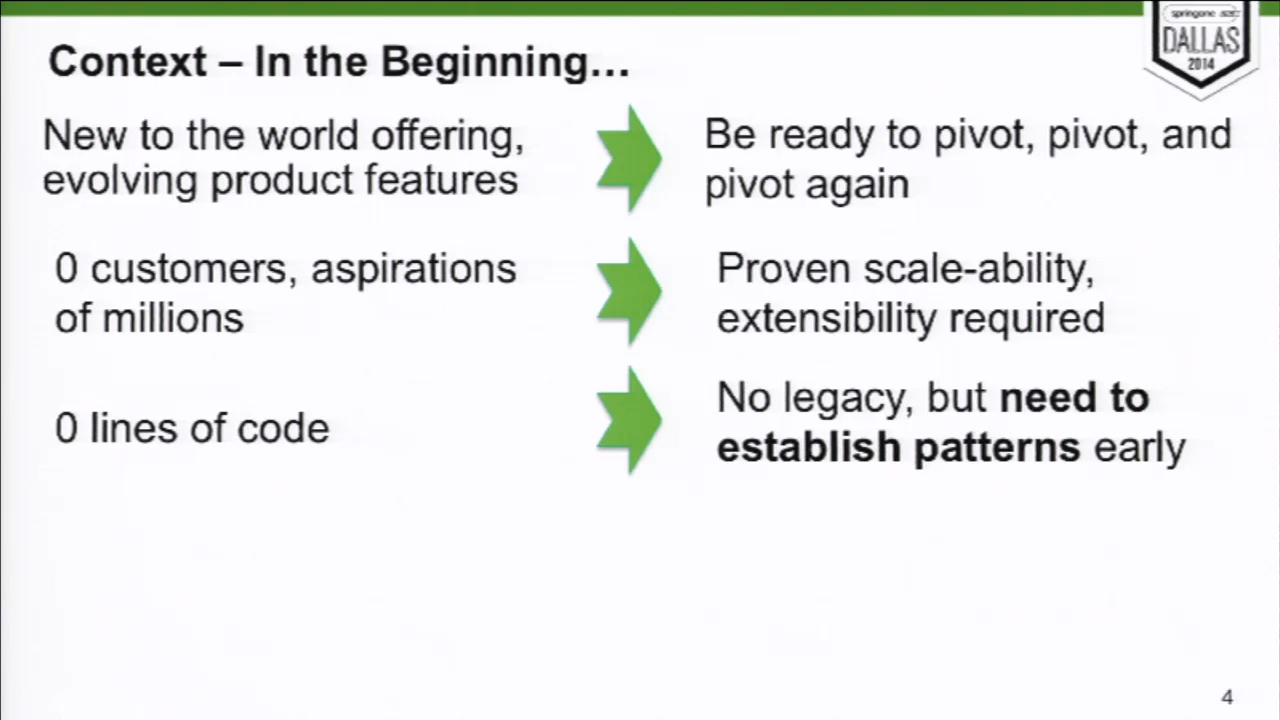 Context – In the Beginning...
springone 2GX
DALLAS
2014
New to the world offering,
evolving product features
Be ready to pivot, pivot, and
pivot again
0 customers, aspirations
of millions
Proven scale-ability,
extensibility required
0 lines of code
No legacy, but need to
establish patterns early
4